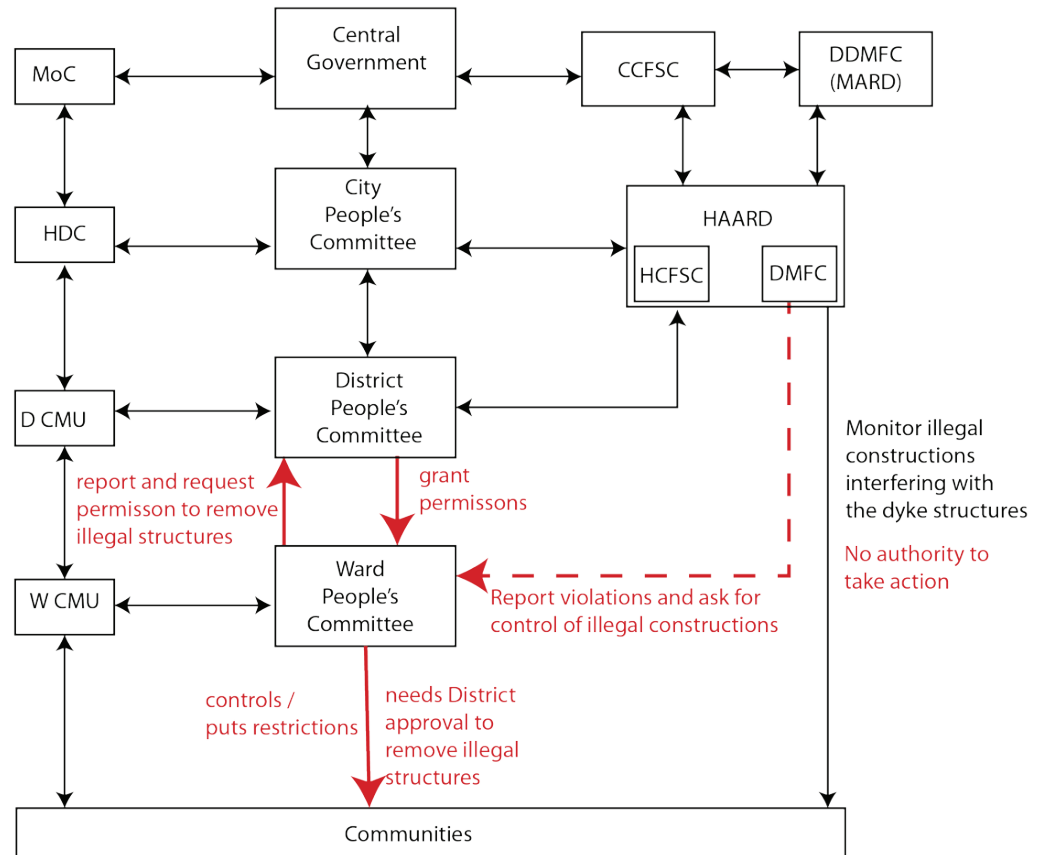 Central
Government
MoC
CCFSC
DDMFC
(MARD)
City
People's
Committee
HDC
HAARD
HCFSC
DMFC
District
People's
Committee
D CMU
Monitor illegal
constructions
interfering with
the dyke structures
No authority to
take action
report and request
permisson to remove
illegal structures
grant
permissons
Ward
People's
Committee
W CMU
Report violations and ask for
control of illegal constructions
controls /
puts restrictions
needs District
approval to
remove illegal
structures
Communities